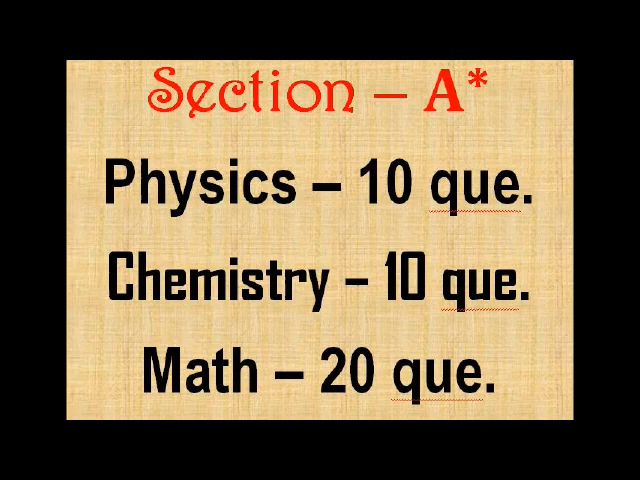 Section – A*
Physics – 10 que.
Chemistry – 10 que.
Math – 20 que.